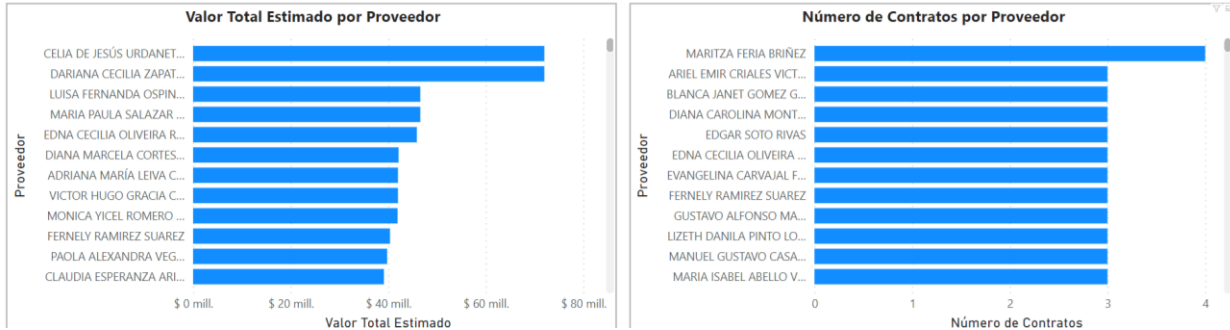 Valor Total Estimado por Proveedor
Proveedor
CELIA DE JESÚS URDANET...
DARIANA CECILIA ZAPAT...
LUISA FERNANDA OSPIN...
MARIA PAULA SALAZAR ...
EDNA CECILIA OLIVEIRA R...
DIANA MARCELA CORTES...
ADRIANA MARÍA LEIVA C...
VICTOR HUGO GRACIA C...
MONICA YICEL ROMERO ...
FERNELY RAMIREZ SUAREZ
PAOLA ALEXANDRA VEG...
CLAUDIA ESPERANZA ARI...
$ 0 mill. $ 20 mill. $ 40 mill. $ 60 mill. $ 80 mill.
Valor Total Estimado
Número de Contratos por Proveedor
Proveedor
MARITZA FERIA BRIÑEZ
ARIEL EMIR CRIALES VICT...
BLANCA JANET GOMEZ G...
DIANA CAROLINA MONT...
EDGAR SOTO RIVAS
EDNA CECILIA OLIVEIRA ...
EVANGELINA CARVAJAL F...
FERNELY RAMIREZ SUAREZ
GUSTAVO ALFONSO MA...
LIZETH DANILA PINTO LO...
MANUEL GUSTAVO CASA...
MARIA ISABEL ABELLO V...
0 1 2 3 4
Número de Contratos